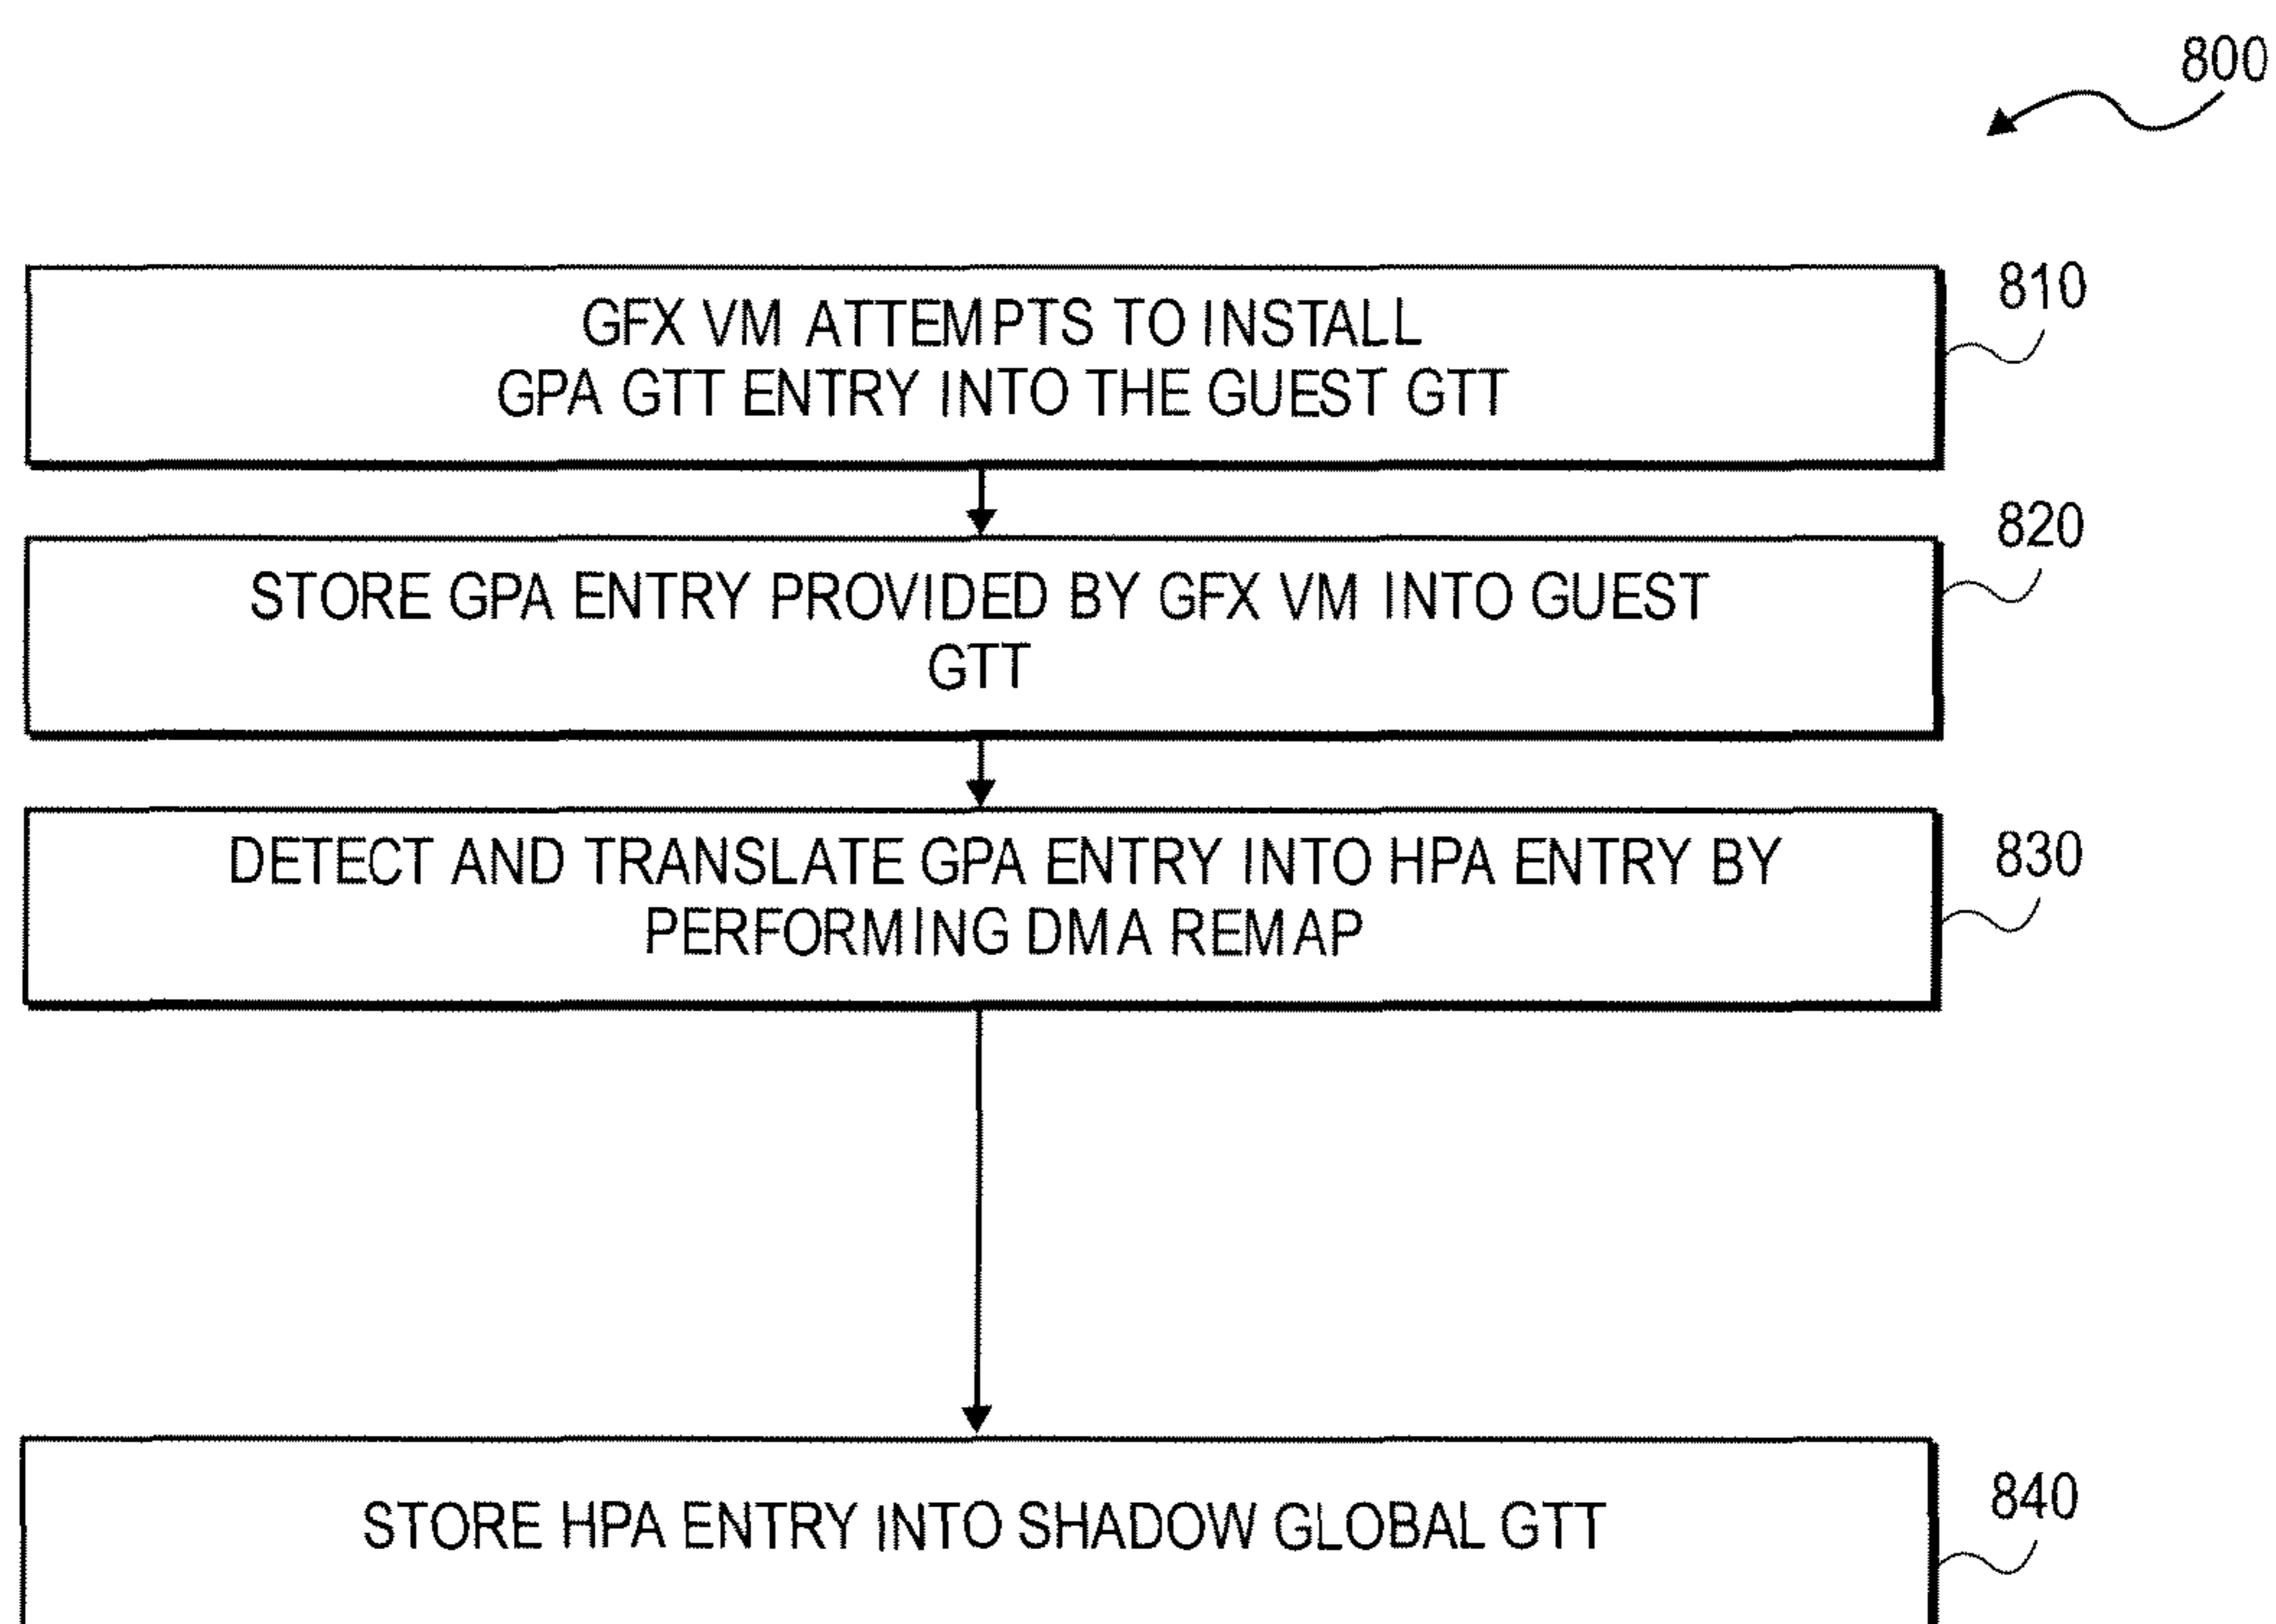 800
GFX VM ATTEMPTS TO INSTALL
GPA GTT ENTRY INTO THE GUEST GTT
810
STORE GPA ENTRY PROVIDED BY GFX VM INTO GUEST
GTT
820
DETECT AND TRANSLATE GPA ENTRY INTO HPA ENTRY BY
PERFORMING DMA REMAP
830
STORE HPA ENTRY INTO SHADOW GLOBAL GTT
840